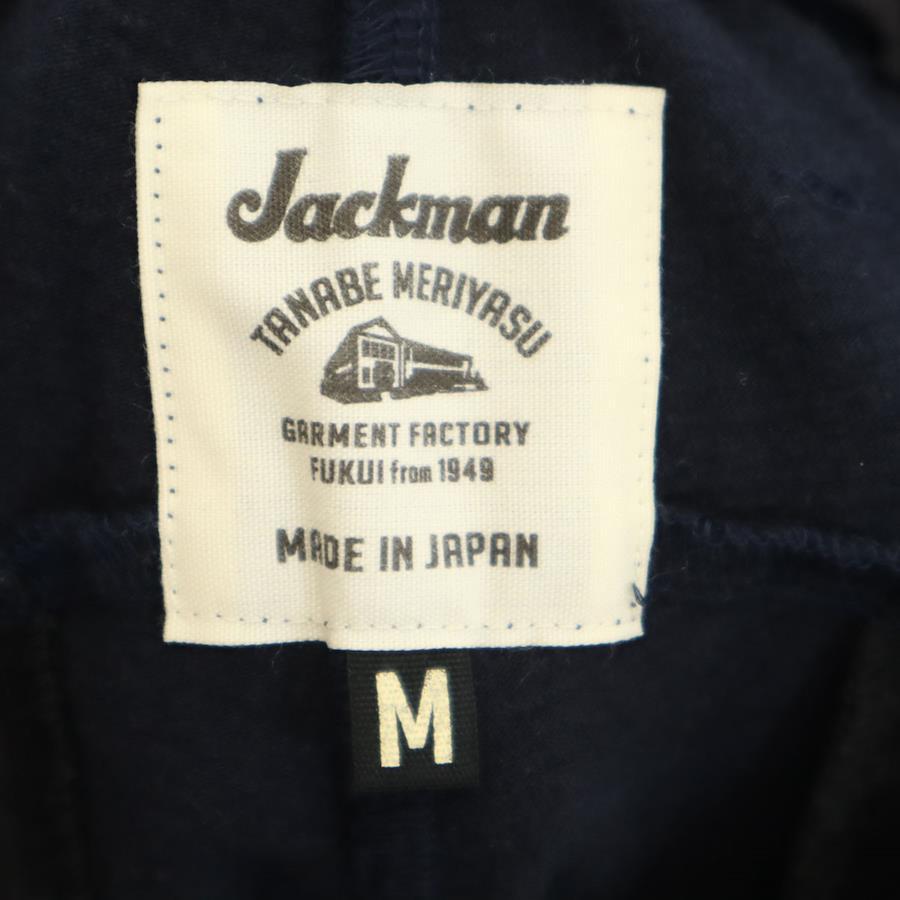 Jackman
TANABE MERIYASU
GARMENT FACTORY
FUKUI from 1949
MADE IN JAPAN
M